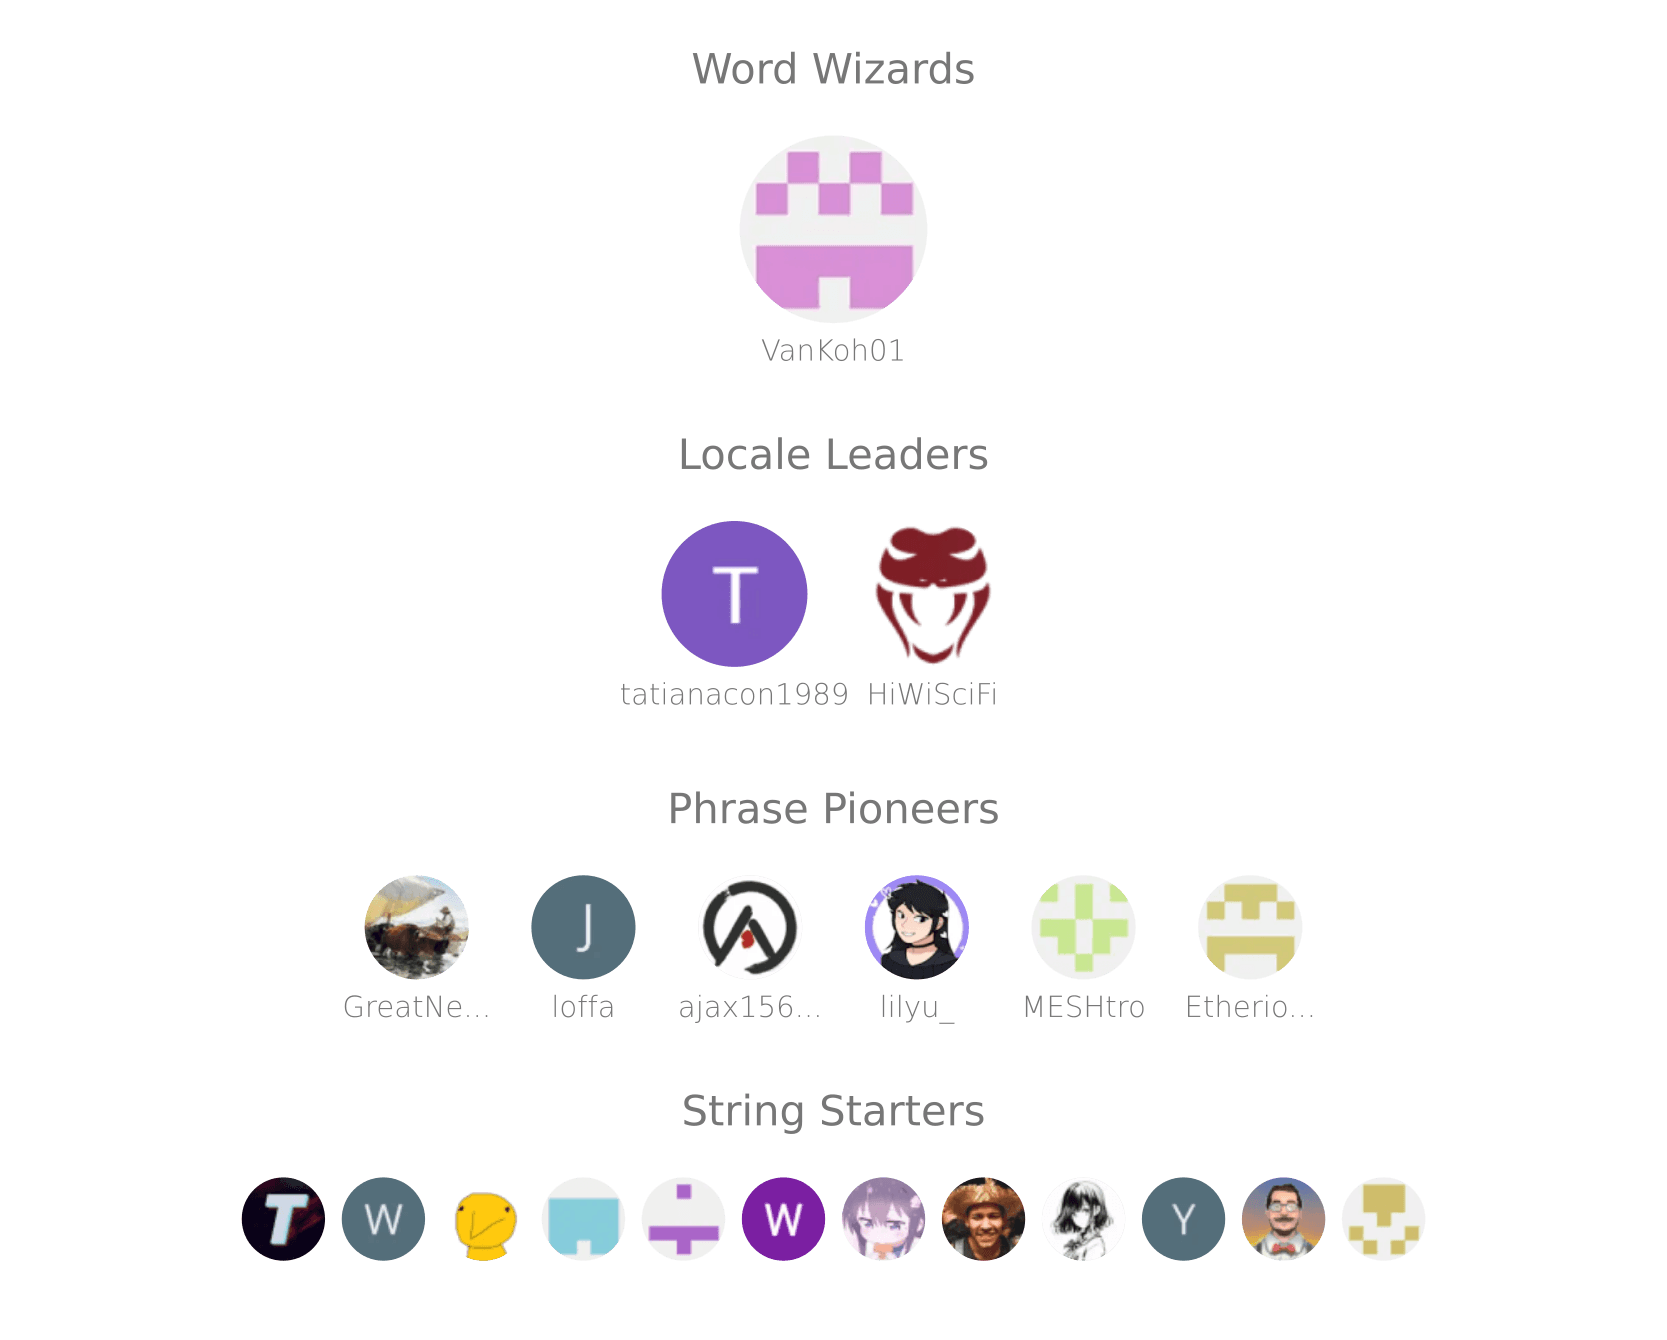 Word Wizards
VanKoh01
Locale Leaders
T
tatianacon1989 HiWiSciFi
Phrase Pioneers
J
GreatNe... loffa ajax156... lilyu_ MESHtro Etherio...
String Starters
T W W Y